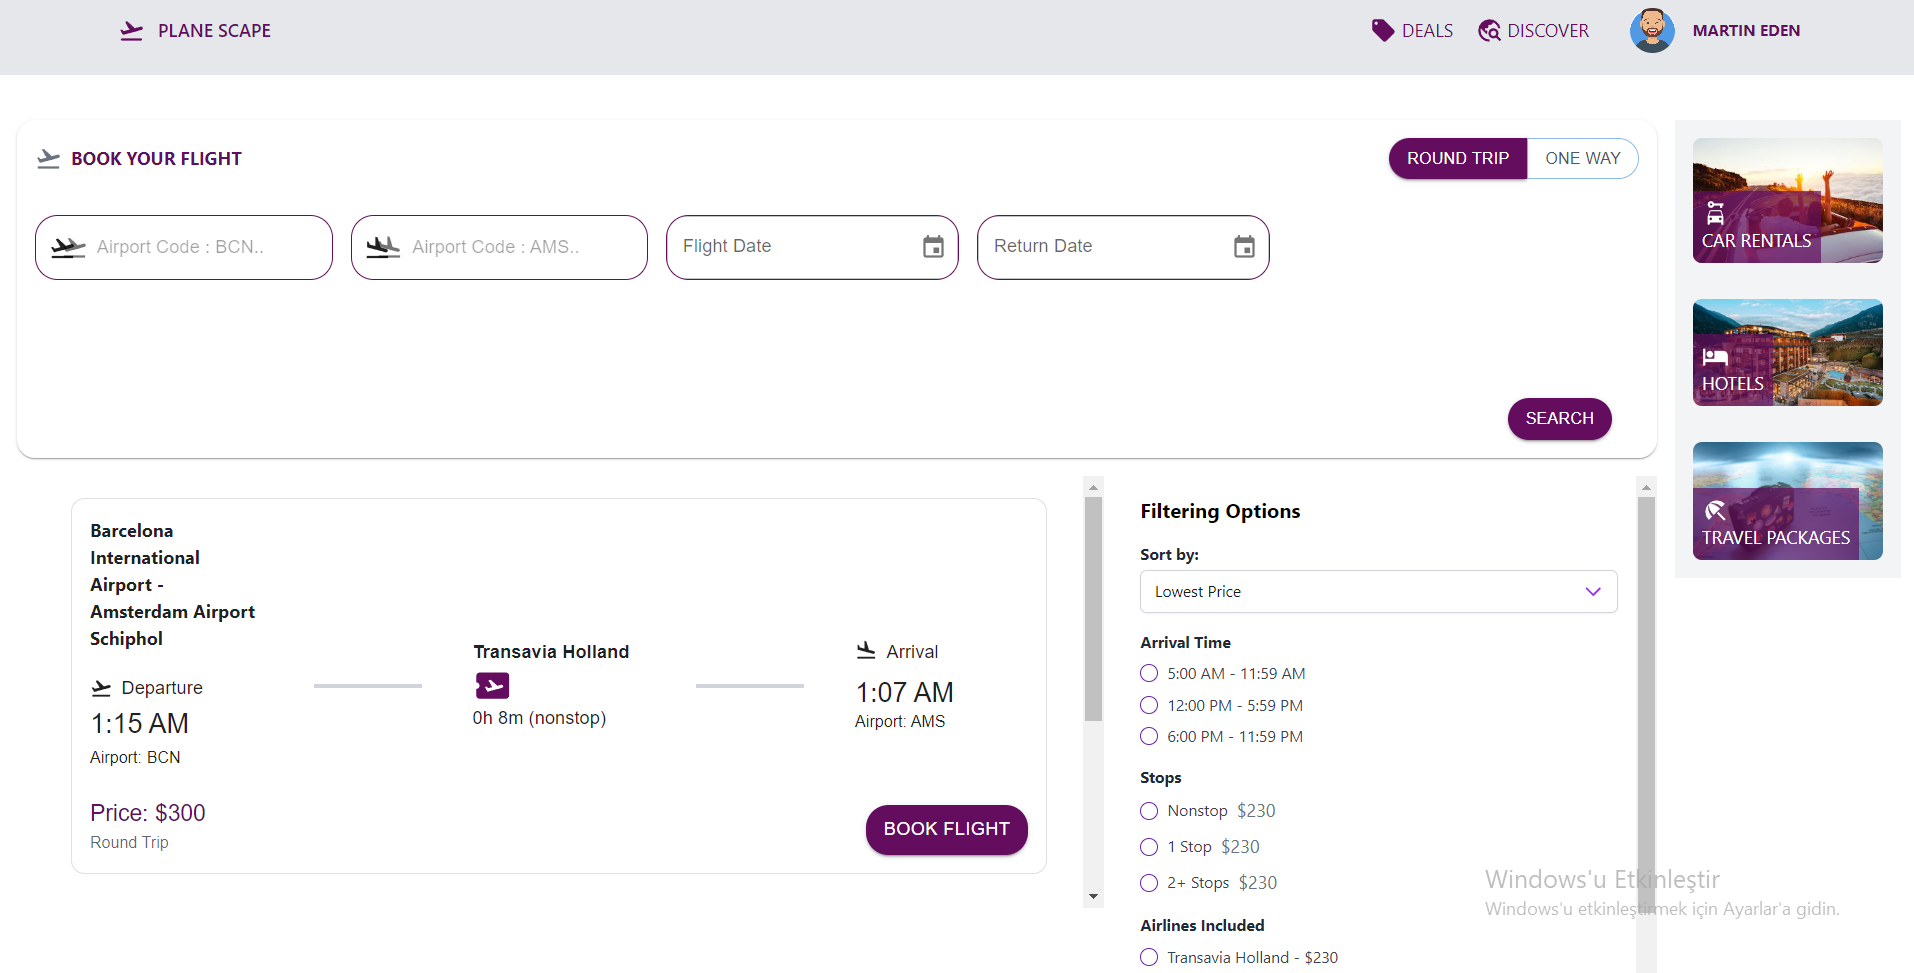 PLANE SCAPE
DEALS
DISCOVER
MARTIN EDEN
BOOK YOUR FLIGHT
ROUND TRIP
ONE WAY
Airport Code : BCN..
Airport Code : AMS..
Flight Date
Return Date
SEARCH
CAR RENTALS
HOTELS
TRAVEL PACKAGES
Barcelona
International
Airport -
Amsterdam Airport
Schiphol
Departure
1:15 AM
Airport: BCN
Transavia Holland
0h 8m (nonstop)
Arrival
1:07 AM
Airport: AMS
Price: $300
Round Trip
BOOK FLIGHT
Filtering Options
Sort by:
Lowest Price
Arrival Time
5:00 AM - 11:59 AM
12:00 PM - 5:59 PM
6:00 PM - 11:59 PM
Stops
Nonstop $230
1 Stop $230
2+ Stops $230
Airlines Included
Transavia Holland - $230
Windows'u Etkinleştir
Windows'u etkinleştirmek için Ayarlar'a gidin.